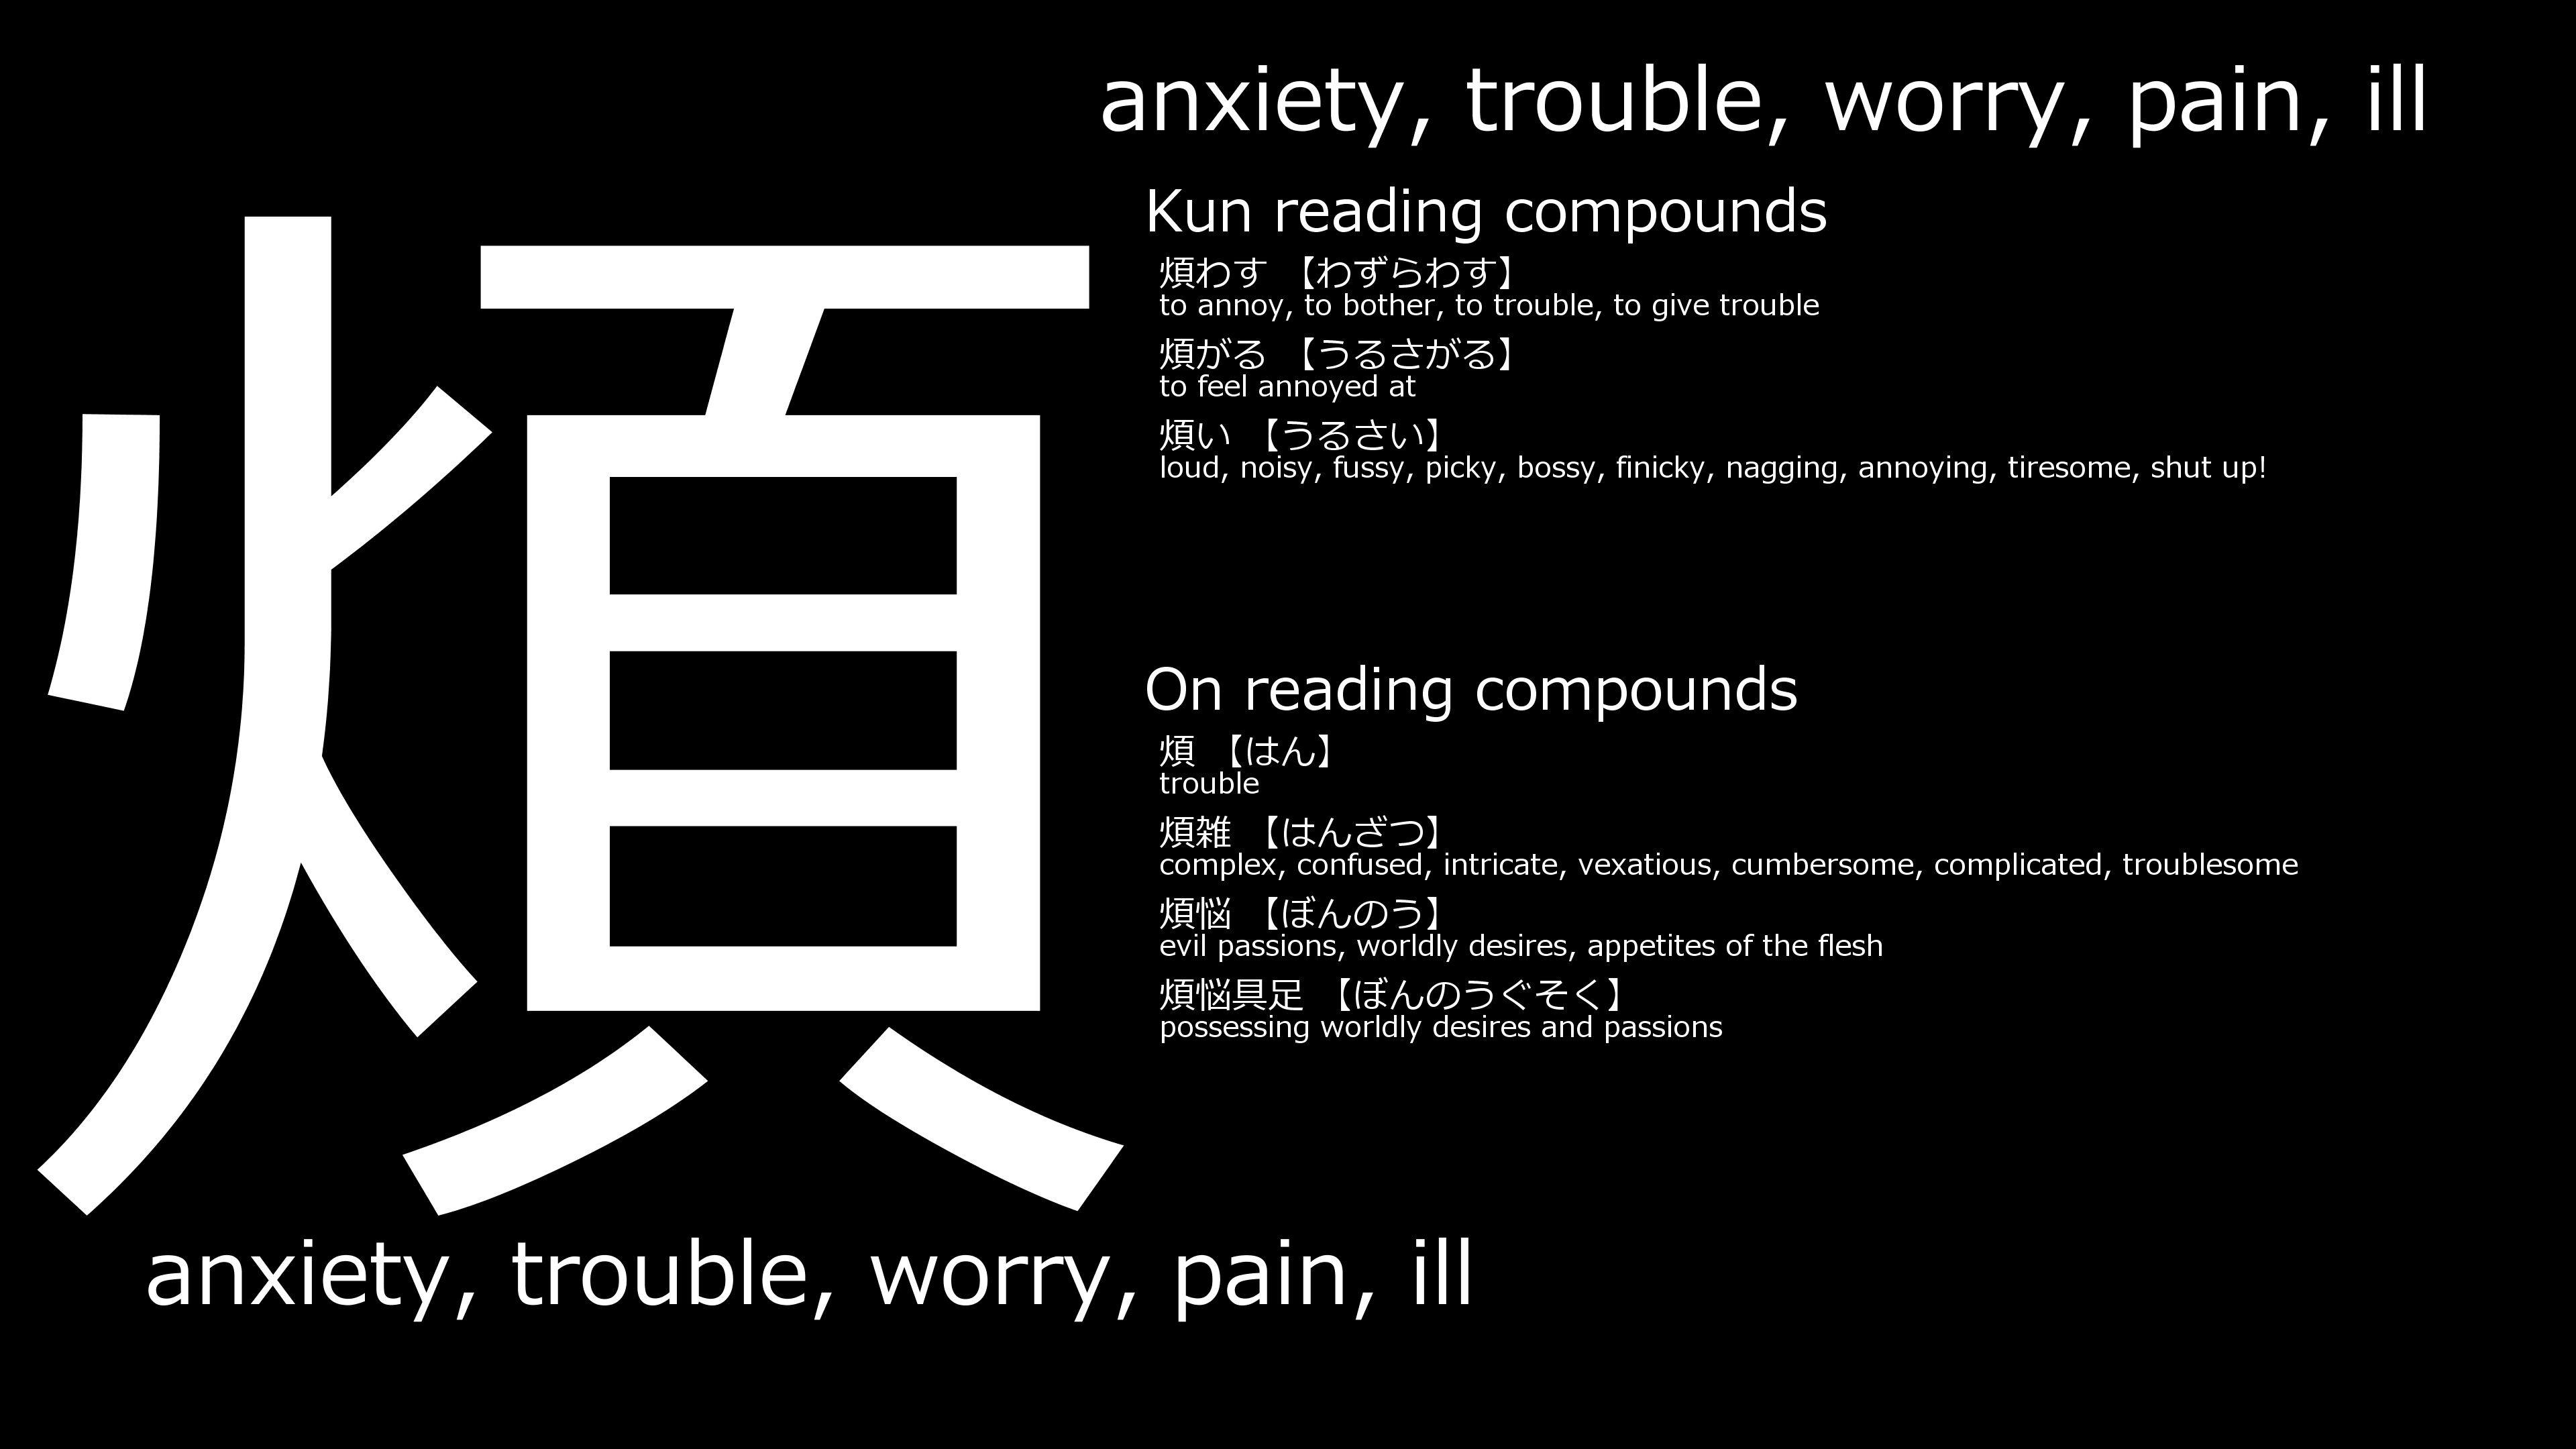 anxiety, trouble, worry, pain, ill
煩
Kun reading compounds
煩わす 【わずらわす】
to annoy, to bother, to trouble, to give trouble
煩がる 【うるさがる】
to feel annoyed at
煩い 【うるさい】
loud, noisy, fussy, picky, bossy, finicky, nagging, annoying, tiresome, shut up!
On reading compounds
煩 【はん】
trouble
煩雑 【はんざつ】
complex, confused, intricate, vexatious, cumbersome, complicated, troublesome
煩悩 【ぼんのう】
evil passions, worldly desires, appetites of the flesh
煩悩具足 【ぼんのうぐそく】
possessing worldly desires and passions
anxiety, trouble, worry, pain, ill